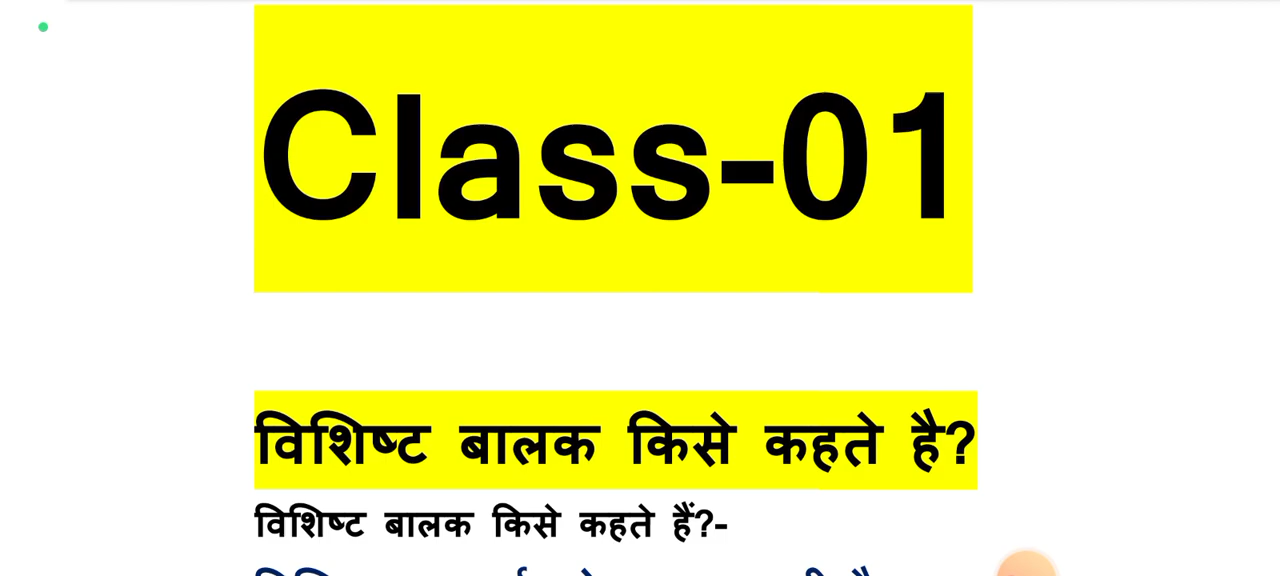 Class-01
विशिष्ट बालक किसे कहते है?
विशिष्ट बालक किसे कहते हैं?-